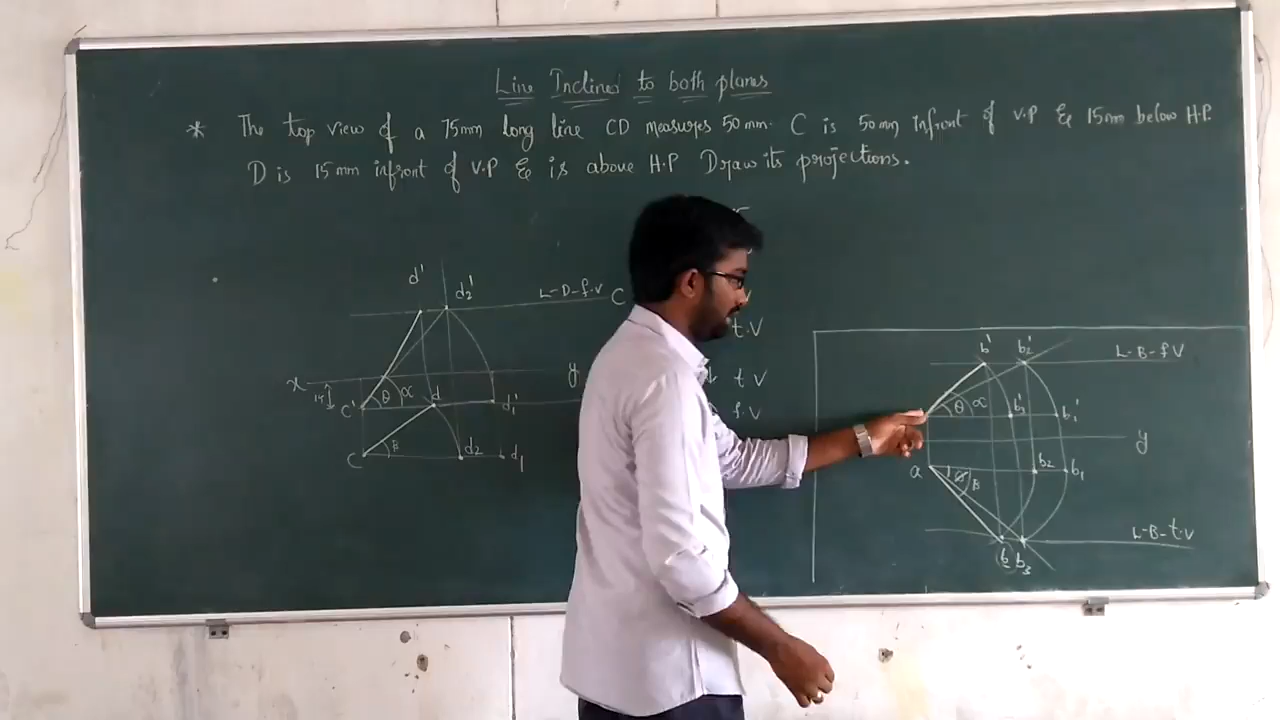 Line Inclined to both planes
* The top view of a 75mm long line CD measures 50mm. C is 50mm infront of V.P & 15mm below H.P.
D is 15mm infront of V.P & is above H.P Draw its projections.
d' d2' L-D-f.V C
t.V
x 15 θ α y t V
c' d d1' f.V
c β d2 d1
b' b2' L-B-fV
θ α b3' b1'
y
a β b2 b1
L-B-t.V
b b3